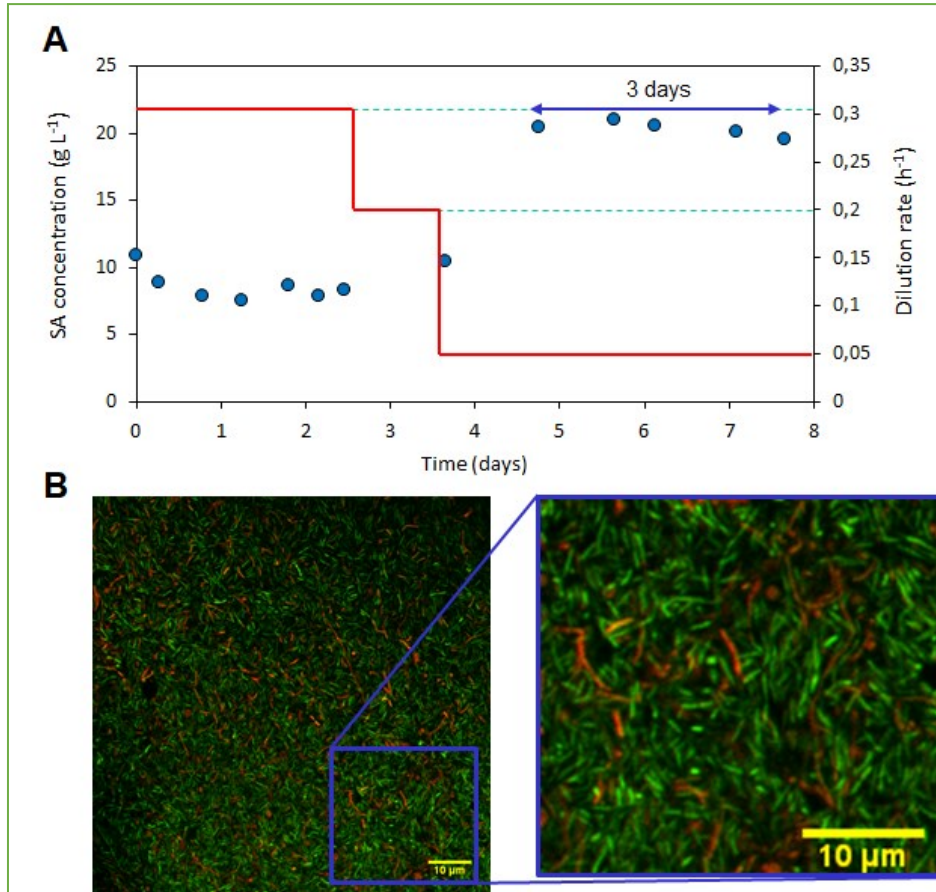 A
25
20
15
10
5
0
SA concentration (g L⁻¹)
3 days
0,35
0,3
0,25
0,2
0,15
0,1
0,05
0
Dilution rate (h⁻¹)
0 1 2 3 4 5 6 7 8
Time (days)
B
10 µm
10 µm